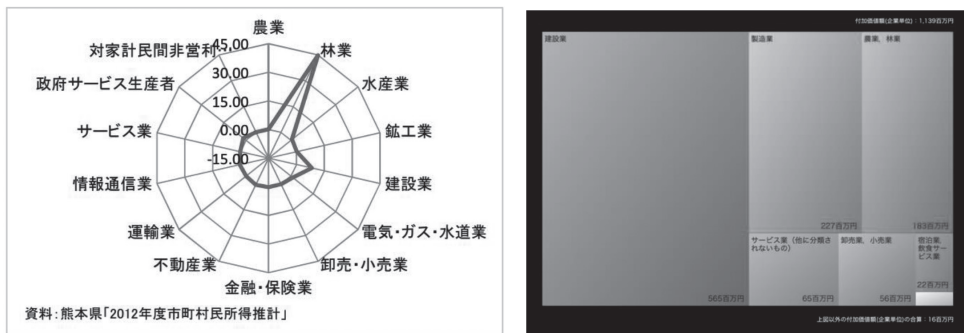 農業
林業
水産業
鉱工業
建設業
電気・ガス・水道業
卸売・小売業
金融・保険業
不動産業
運輸業
情報通信業
サービス業
政府サービス生産者
対家計民間非営利
45.00
30.00
15.00
0.00
-15.00
資料：熊本県「2012年度市町村民所得推計」
付加価値額(企業単位)：1,139百万円
建設業
565百万円
製造業
227百万円
農業，林業
183百万円
サービス業（他に分類さ
れないもの）
65百万円
卸売業，小売業
56百万円
宿泊業,
飲食サー
ビス業
22百万円
上図以外の付加価値額(企業単位)の合算：16百万円